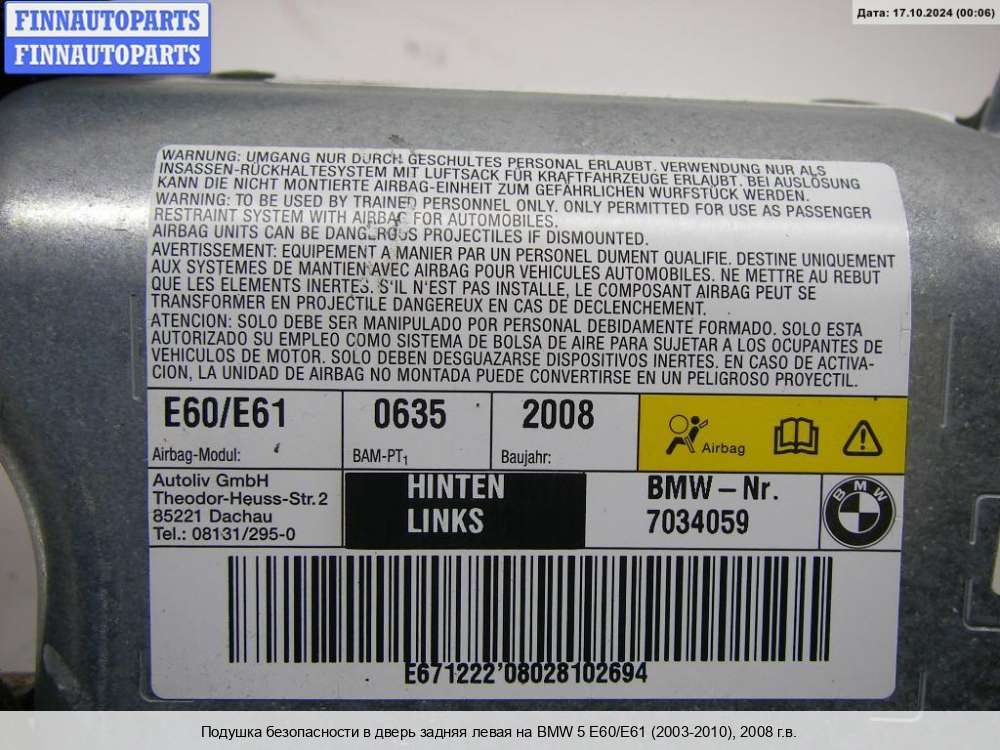 FINNAUTOPARTS
FINNAUTOPARTS
Дата: 17.10.2024 (00:06)
WARNUNG: UMGANG NUR DURCH GESCHULTES PERSONAL ERLAUBT. VERWENDUNG NUR ALS
INSASSEN-RÜCKHALTESYSTEM MIT LUFTSACK FÜR KRAFTFAHRZEUGE ERLAUBT. BEI AUSLÖSUNG
KANN DIE NICHT MONTIERTE AIRBAG-EINHEIT ZUM GEFÄHRLICHEN WURFSTÜCK WERDEN.
WARNING: TO BE USED BY TRAINED PERSONNEL ONLY. ONLY PERMITTED FOR USE AS PASSENGER
RESTRAINT SYSTEM WITH AIRBAG FOR AUTOMOBILES.
AIRBAG UNITS CAN BE DANGEROUS PROJECTILES IF DISMOUNTED.
AVERTISSEMENT: EQUIPEMENT A MANIER PAR UN PERSONEL DUMENT QUALIFIE. DESTINE UNIQUEMENT
AUX SYSTEMES DE MANTIEN AVEC AIRBAG POUR VEHICULES AUTOMOBILES. NE METTRE AU REBUT
QUE LES ELEMENTS INERTES. S'IL N'EST PAS INSTALLE, LE COMPOSANT AIRBAG PEUT SE
TRANSFORMER EN PROJECTILE DANGEREUX EN CAS DE DECLENCHEMENT.
ATENCION: SOLO DEBE SER MANIPULADO POR PERSONAL DEBIDAMENTE FORMADO. SOLO ESTA
AUTORIZADO SU EMPLEO COMO SISTEMA DE BOLSA DE AIRE PARA SUJETAR A LOS OCUPANTES DE
VEHICULOS DE MOTOR. SOLO DEBEN DESGUAZARSE DISPOSITIVOS INERTES. EN CASO DE ACTIVA-
CION, LA UNIDAD DE AIRBAG NO MONTADA PUEDE CONVERTIRSE EN UN PELIGROSO PROYECTIL.
E60/E61 0635 2008
Airbag-Modul: BAM-PT1 Baujahr: Airbag
Autoliv GmbH
Theodor-Heuss-Str.2
85221 Dachau
Tel.: 08131/295-0
HINTEN
LINKS
BMW – Nr.
7034059
BMW
E671222'08028102694
Подушка безопасности в дверь задняя левая на BMW 5 E60/E61 (2003-2010), 2008 г.в.